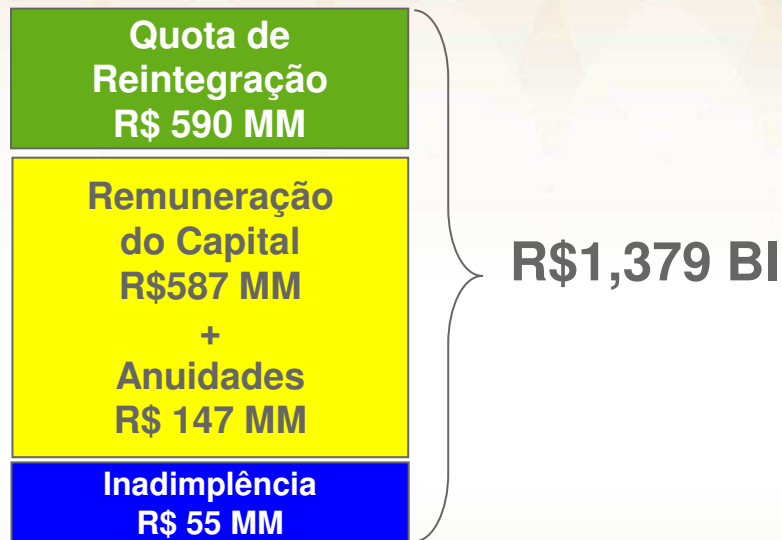 Quota de
Reintegração
R$ 590 MM
Remuneração
do Capital
R$587 MM
+
Anuidades
R$ 147 MM
Inadimplência
R$ 55 MM
R$1,379 BI